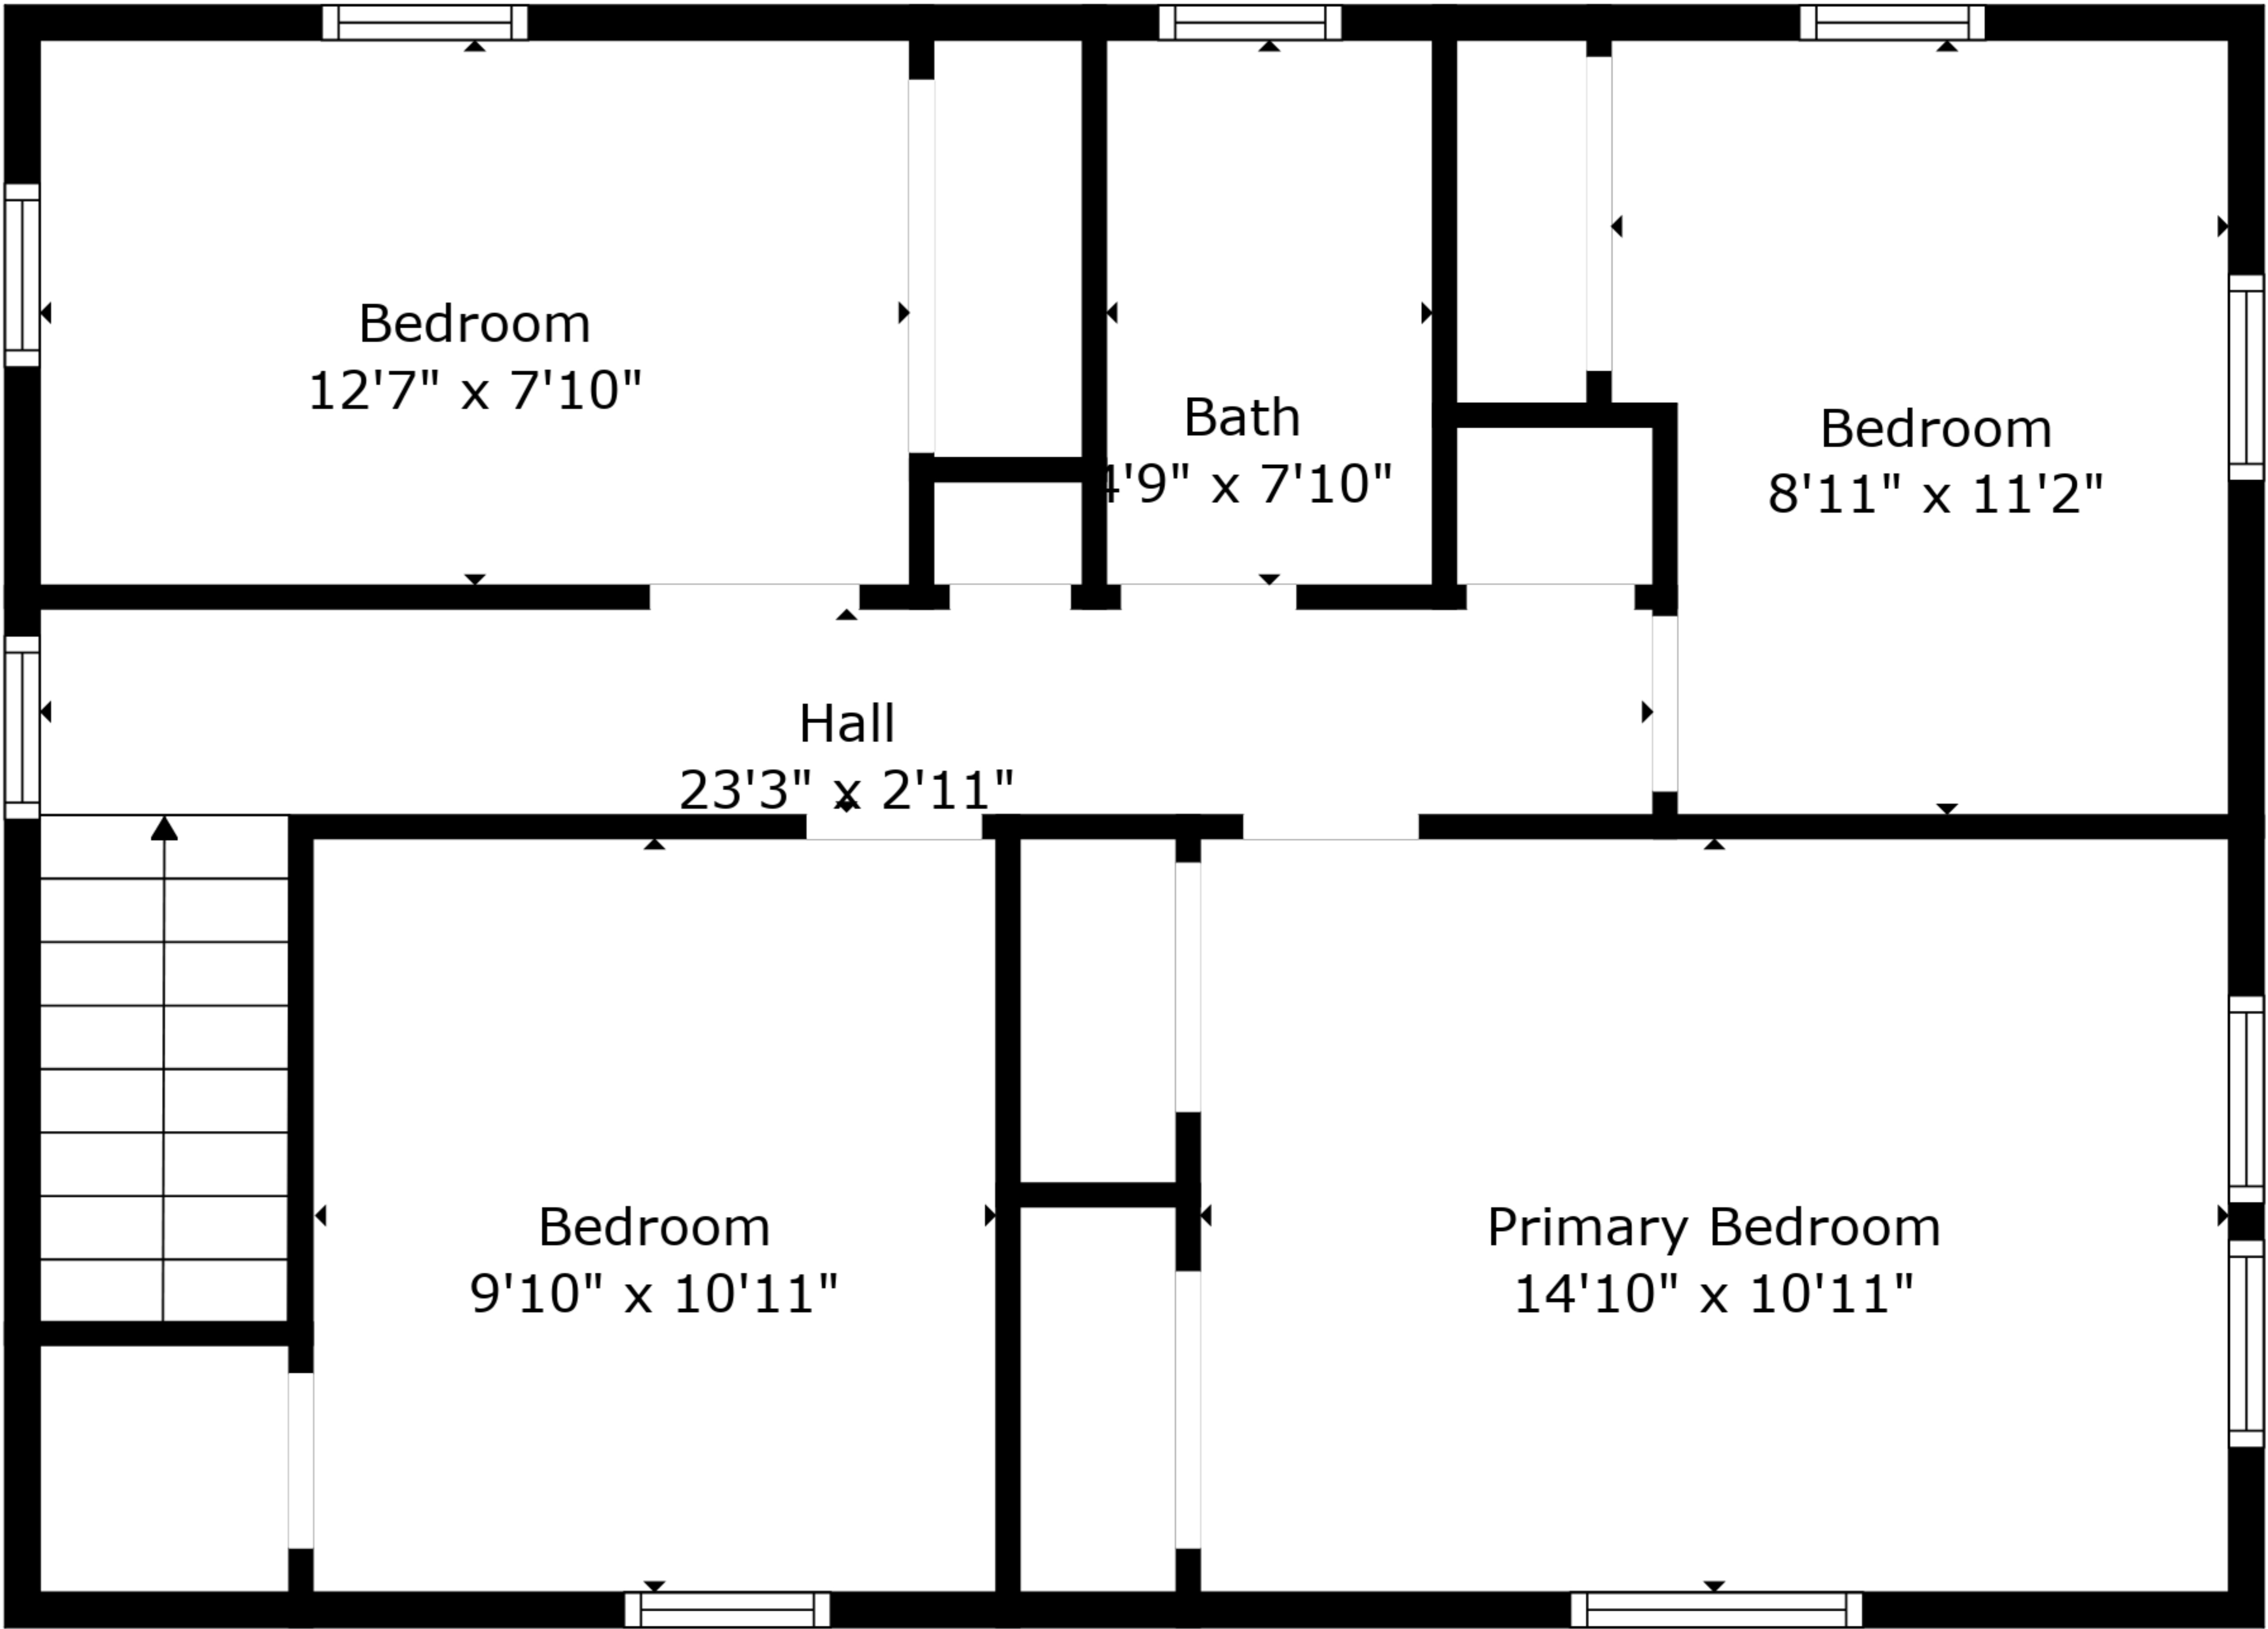 Bedroom
12'7" x 7'10"
Bath
4'9" x 7'10"
Bedroom
8'11" x 11'2"
Hall
23'3" x 2'11"
Bedroom
9'10" x 10'11"
Primary Bedroom
14'10" x 10'11"